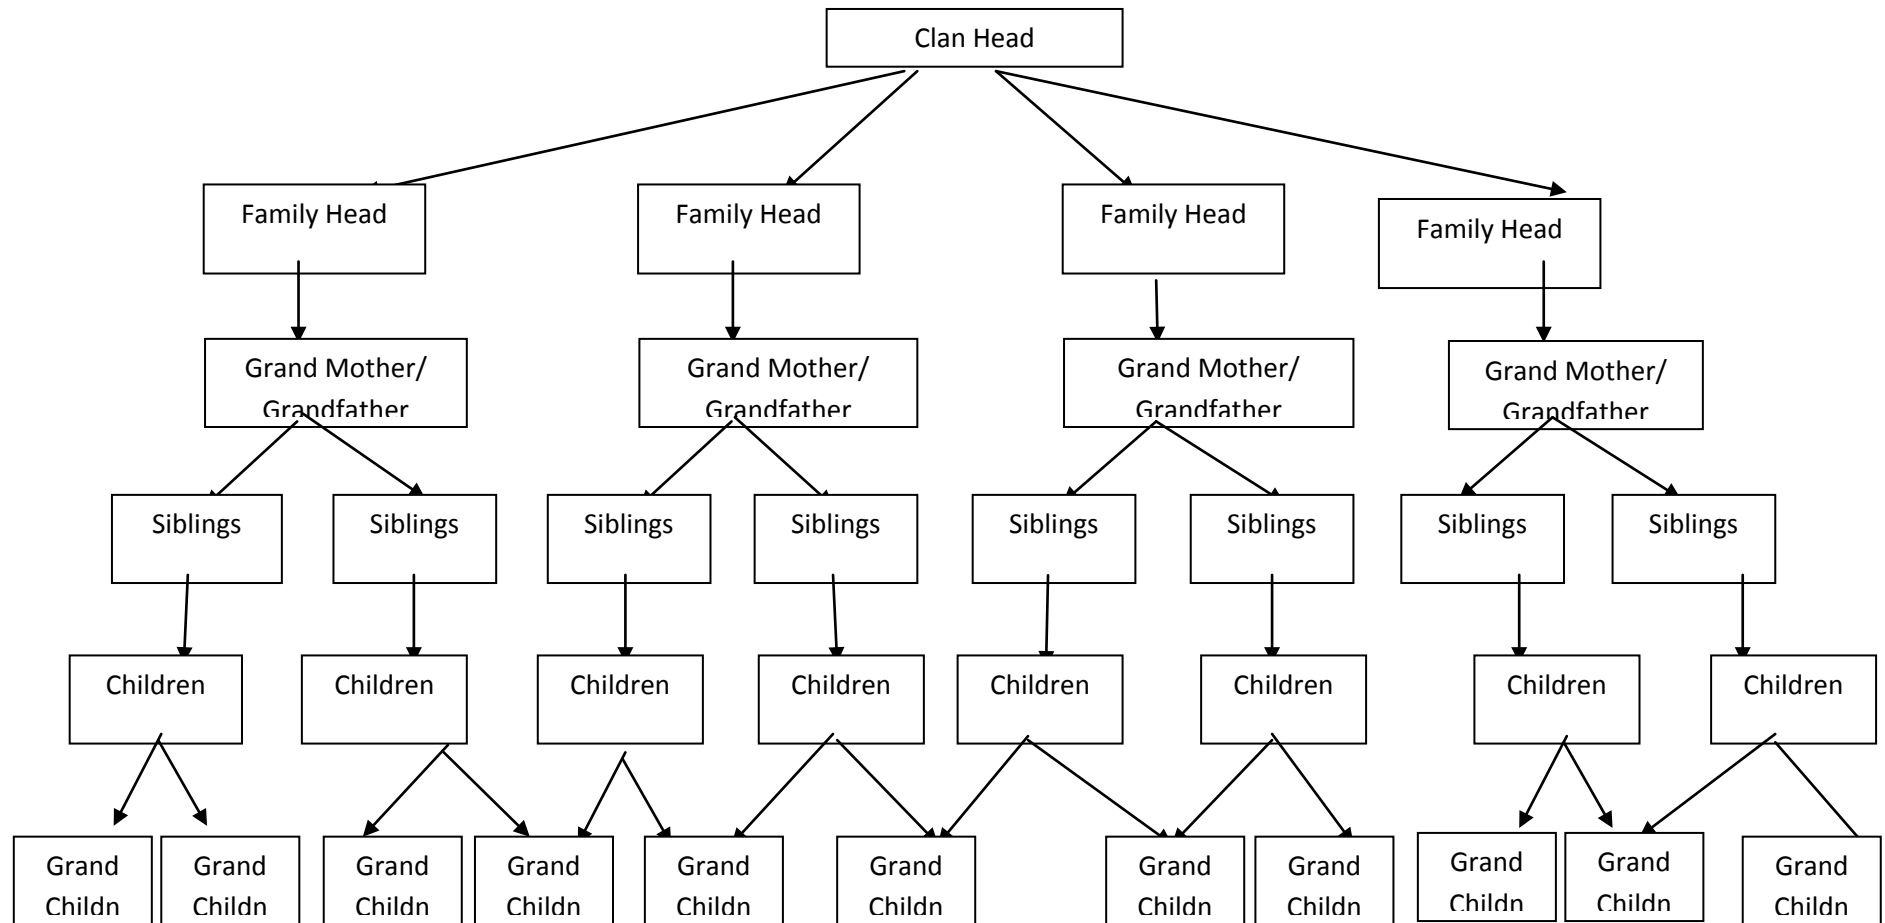 Clan Head
Family Head
Family Head
Family Head
Family Head
Grand Mother/
Grandfather
Grand Mother/
Grandfather
Grand Mother/
Grandfather
Grand Mother/
Grandfather
Siblings
Siblings
Siblings
Siblings
Siblings
Siblings
Siblings
Siblings
Children
Children
Children
Children
Children
Children
Children
Children
Grand
Childn
Grand
Childn
Grand
Childn
Grand
Childn
Grand
Childn
Grand
Childn
Grand
Childn
Grand
Childn
Grand
Childn
Grand
Childn
Grand
Childn